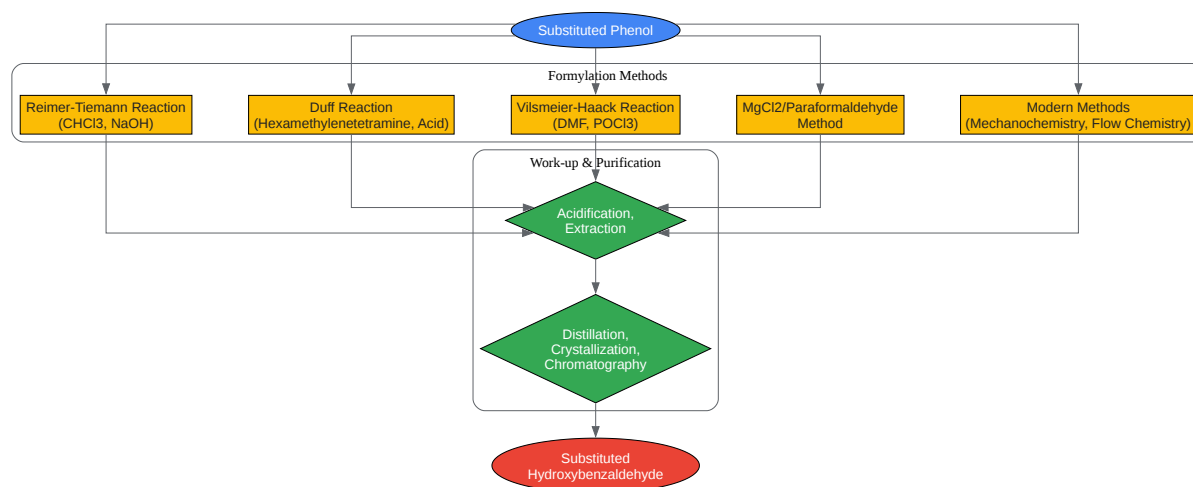 Substituted Phenol
Formylation Methods
Reimer-Tiemann Reaction
(CHCl3, NaOH)
Duff Reaction
(Hexamethylenetetramine, Acid)
Vilsmeier-Haack Reaction
(DMF, POCl3)
MgCl2/Paraformaldehyde
Method
Modern Methods
(Mechanochemistry, Flow Chemistry)
Work-up & Purification
Acidification,
Extraction
Distillation,
Crystallization,
Chromatography
Substituted
Hydroxybenzaldehyde